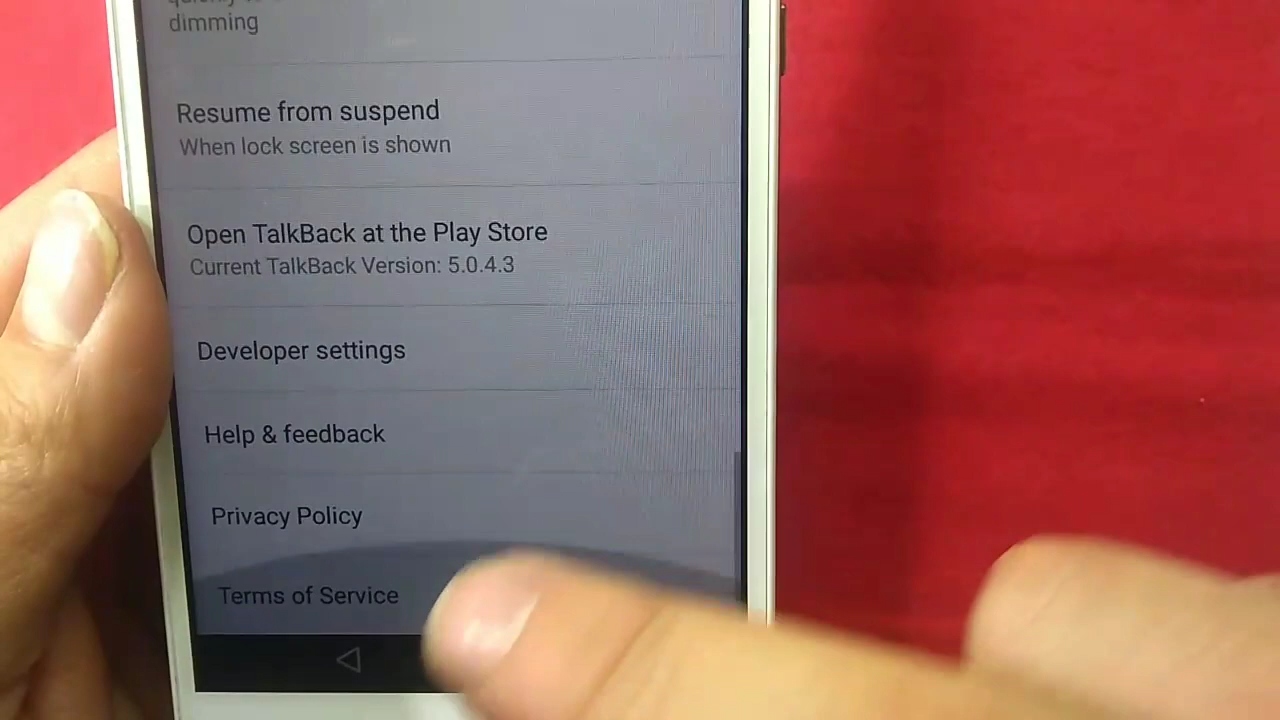 dimming
Resume from suspend
When lock screen is shown
Open TalkBack at the Play Store
Current TalkBack Version: 5.0.4.3
Developer settings
Help & feedback
Privacy Policy
Terms of Service